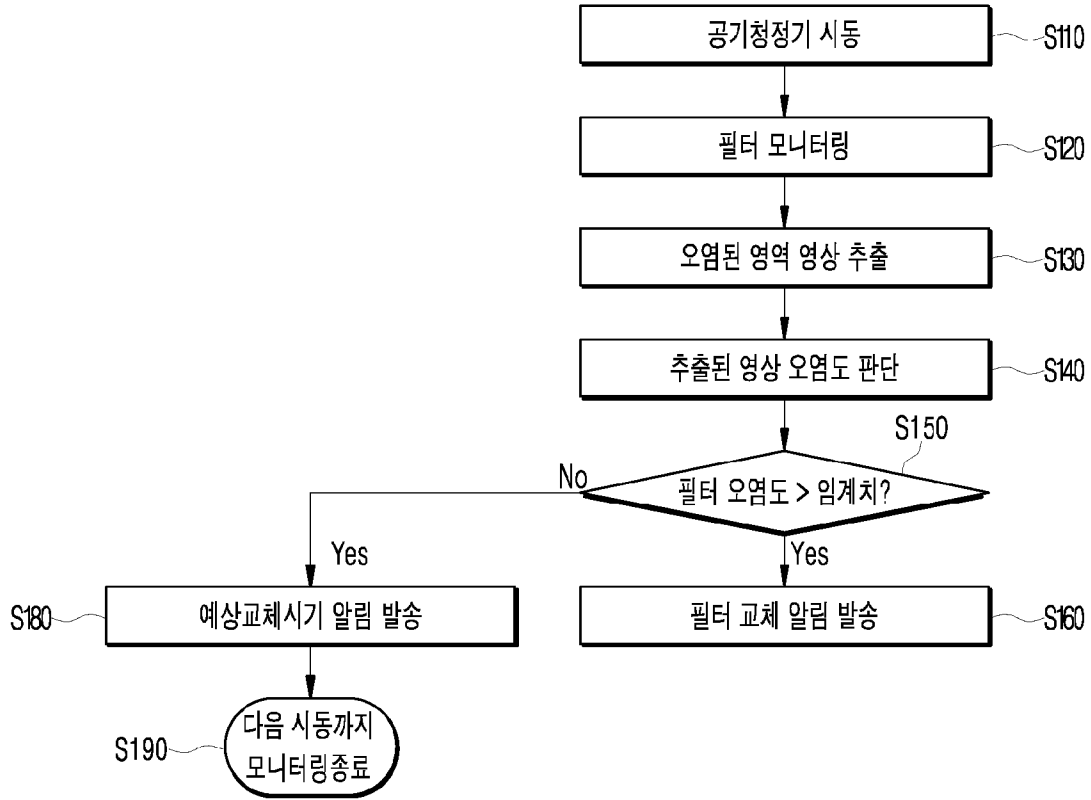 공기청정기 시동
S110
필터 모니터링
S120
오염된 영역 영상 추출
S130
추출된 영상 오염도 판단
S140
S150
No
필터 오염도 > 임계치?
Yes
Yes
S180
예상교체시기 알림 발송
필터 교체 알림 발송
S160
S190
다음 시동까지
모니터링종료